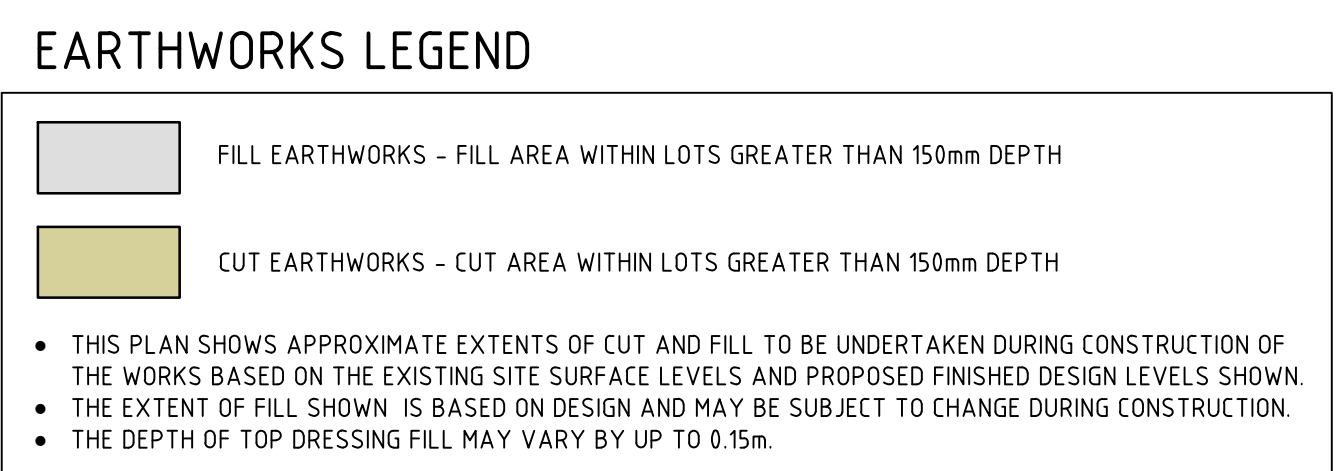 EARTHWORKS LEGEND
FILL EARTHWORKS - FILL AREA WITHIN LOTS GREATER THAN 150mm DEPTH
CUT EARTHWORKS - CUT AREA WITHIN LOTS GREATER THAN 150mm DEPTH
• THIS PLAN SHOWS APPROXIMATE EXTENTS OF CUT AND FILL TO BE UNDERTAKEN DURING CONSTRUCTION OF
THE WORKS BASED ON THE EXISTING SITE SURFACE LEVELS AND PROPOSED FINISHED DESIGN LEVELS SHOWN.
• THE EXTENT OF FILL SHOWN IS BASED ON DESIGN AND MAY BE SUBJECT TO CHANGE DURING CONSTRUCTION.
• THE DEPTH OF TOP DRESSING FILL MAY VARY BY UP TO 0.15m.